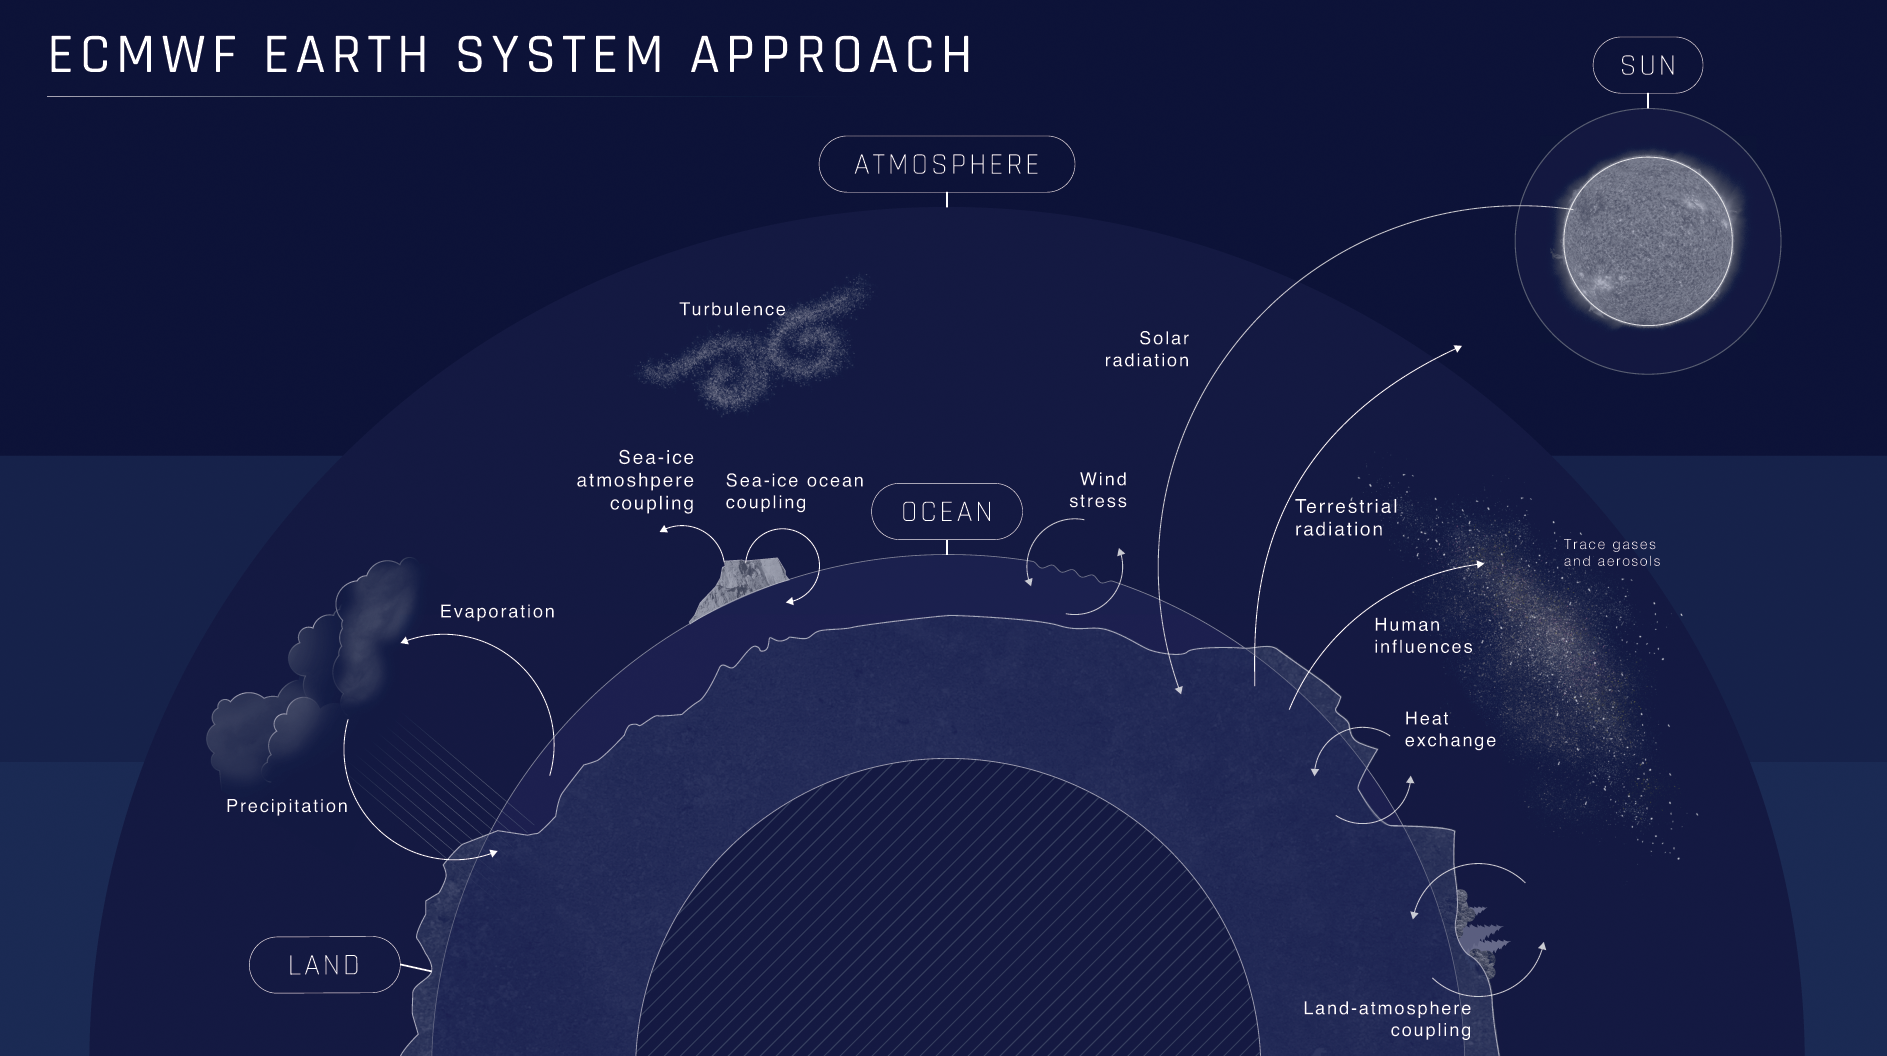 ECMWF EARTH SYSTEM APPROACH
SUN
ATMOSPHERE
Turbulence
Solar
radiation
Sea-ice
atmoshpere
coupling
Sea-ice ocean
coupling
OCEAN
Wind
stress
Terrestrial
radiation
Trace gases
and aerosols
Evaporation
Human
influences
Heat
exchange
Precipitation
LAND
Land-atmosphere
coupling